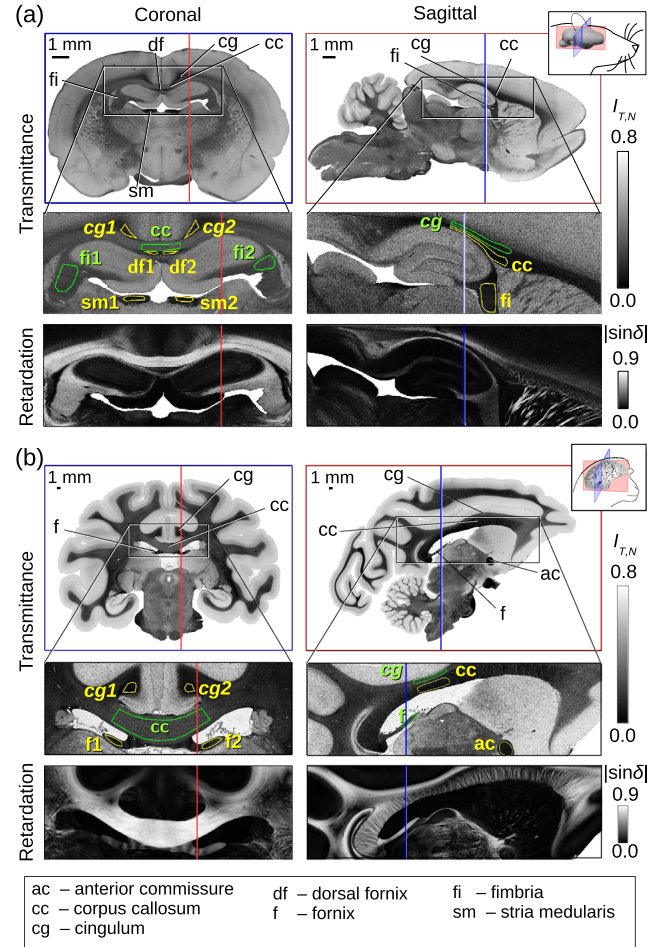 (a)
Coronal
Sagittal
1 mm
df
cg
cc
fi
sm
1 mm
cg
fi
cc
Transmittance
I T,N
0.8
0.0
cg1
cc
cg2
fi1
df1
df2
fi2
sm1
sm2
cg
cc
fi
Retardation
|sinδ|
0.9
0.0
(b)
1 mm
cg
cc
f
1 mm
cg
cc
ac
f
Transmittance
I T,N
0.8
0.0
cg1
cg2
cc
f1
f2
cg
cc
f
ac
Retardation
|sinδ|
0.9
0.0
ac – anterior commissure
cc – corpus callosum
cg – cingulum
df – dorsal fornix
f – fornix
fi – fimbria
sm – stria medularis